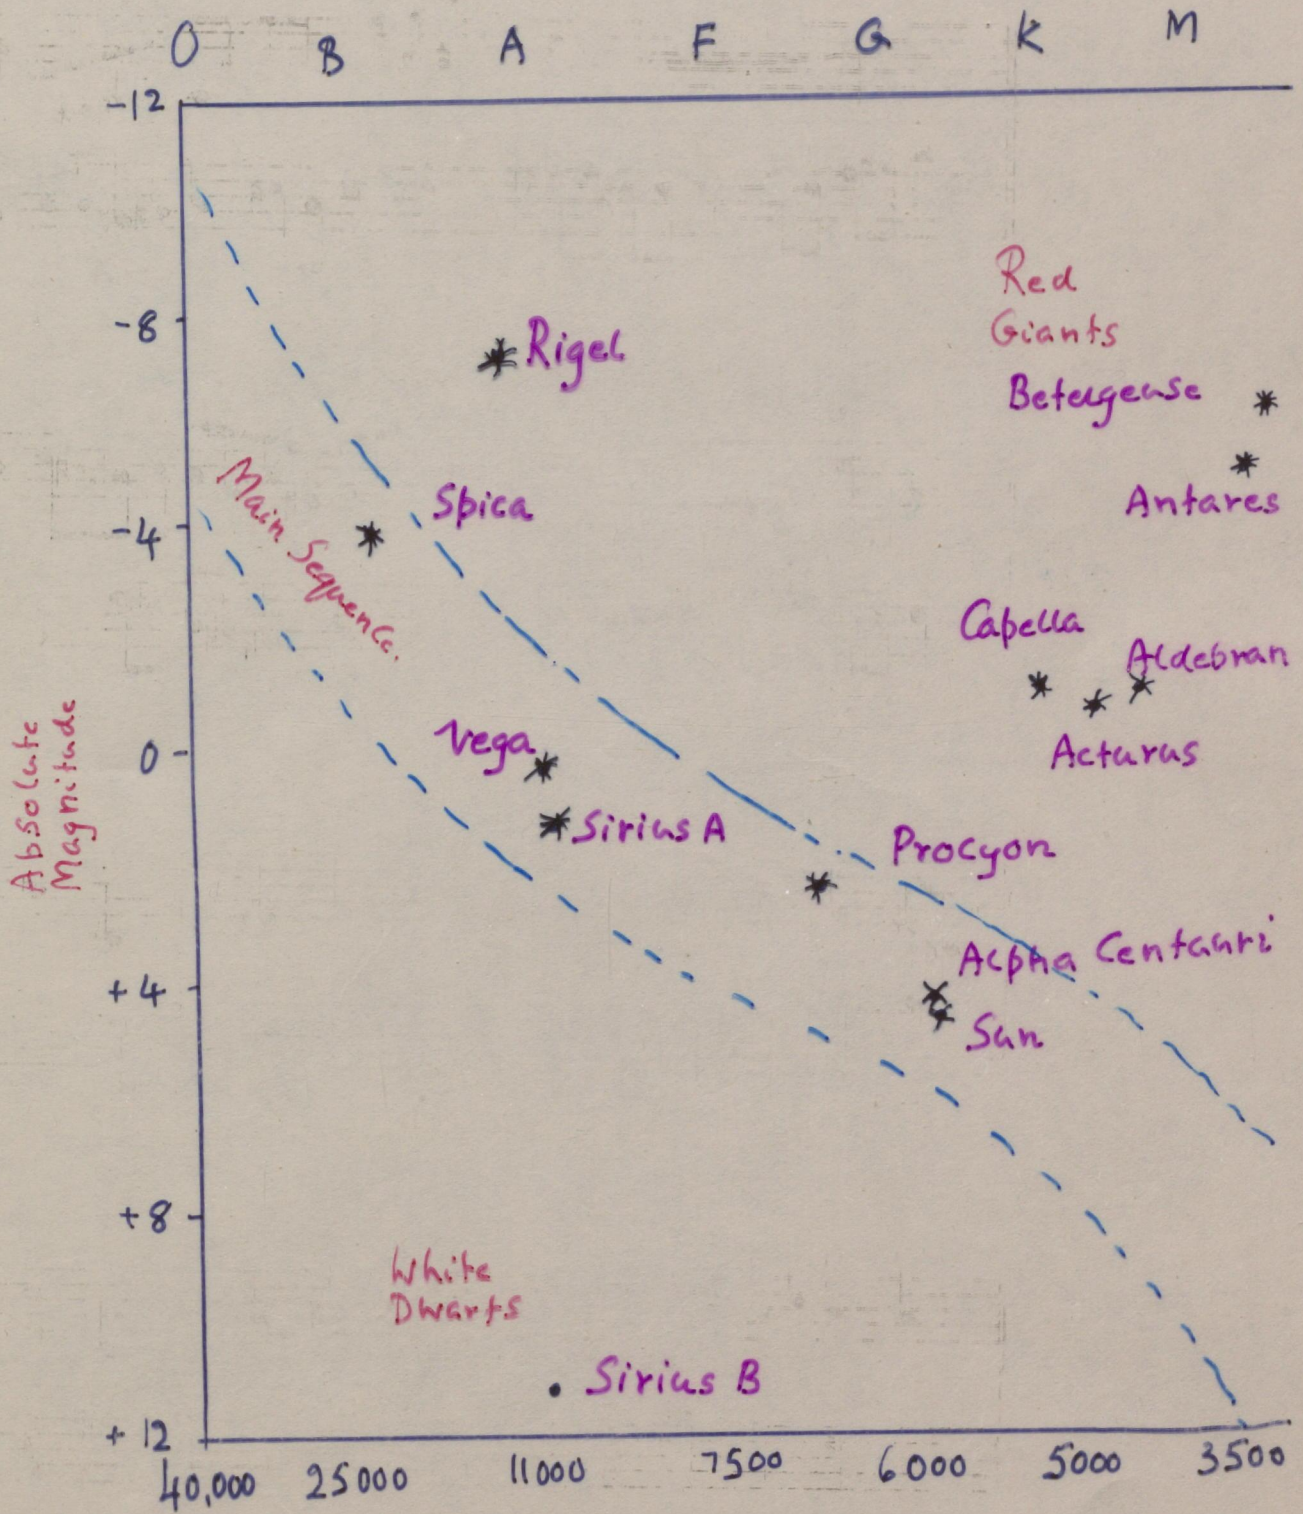 O B A F G K M
-12
Red
Giants
-8
Rigel
Betelgeuse
Antares
Spica
-4
Main Sequence.
Capella
Aldebran
Acturus
Vega
0
Absolute
Magnitude
Sirius A
Procyon
Alpha Centauri
+4
Sun
+8
White
Dwarfs
Sirius B
+12
40,000 25000 11000 7500 6000 5000 3500